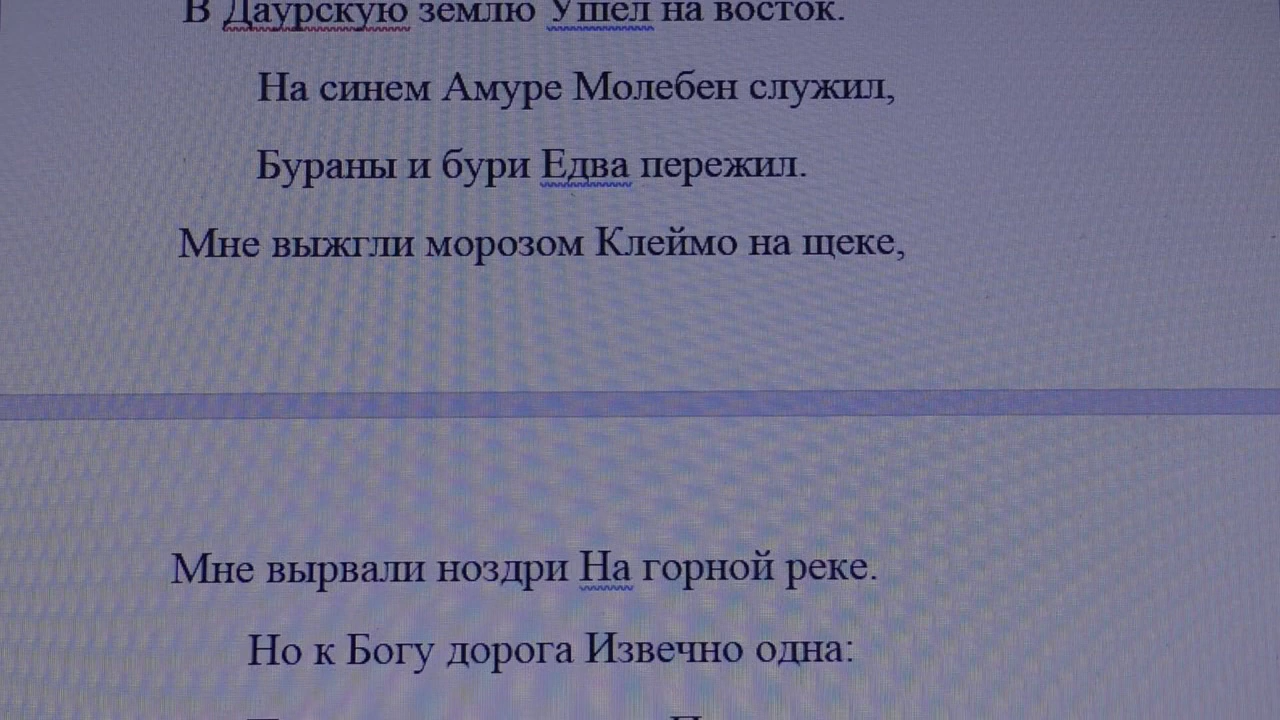 В Даурскую землю Ушел на восток.
На синем Амуре Молебен служил,
Бураны и бури Едва пережил.
Мне выжгли морозом Клеймо на щеке,
Мне вырвали ноздри На горной реке.
Но к Богу дорога Извечно одна: